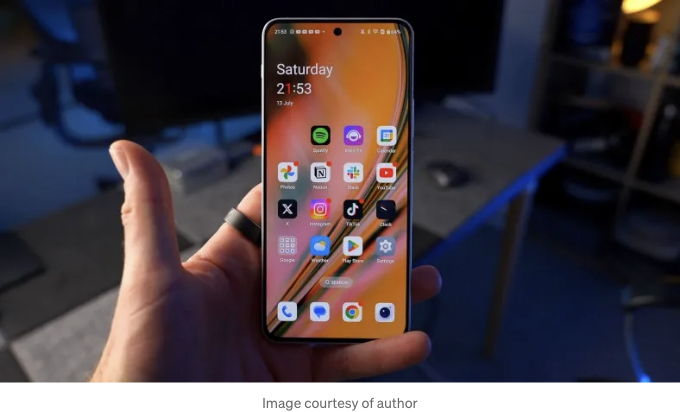 21:53
Saturday
21:53
13 July
Spotify
Calendar
Photos
Notion
Slack
YouTube
X
Instagram
TikTok
Clock
Google
Weather
Play Store
Settings
Image courtesy of author